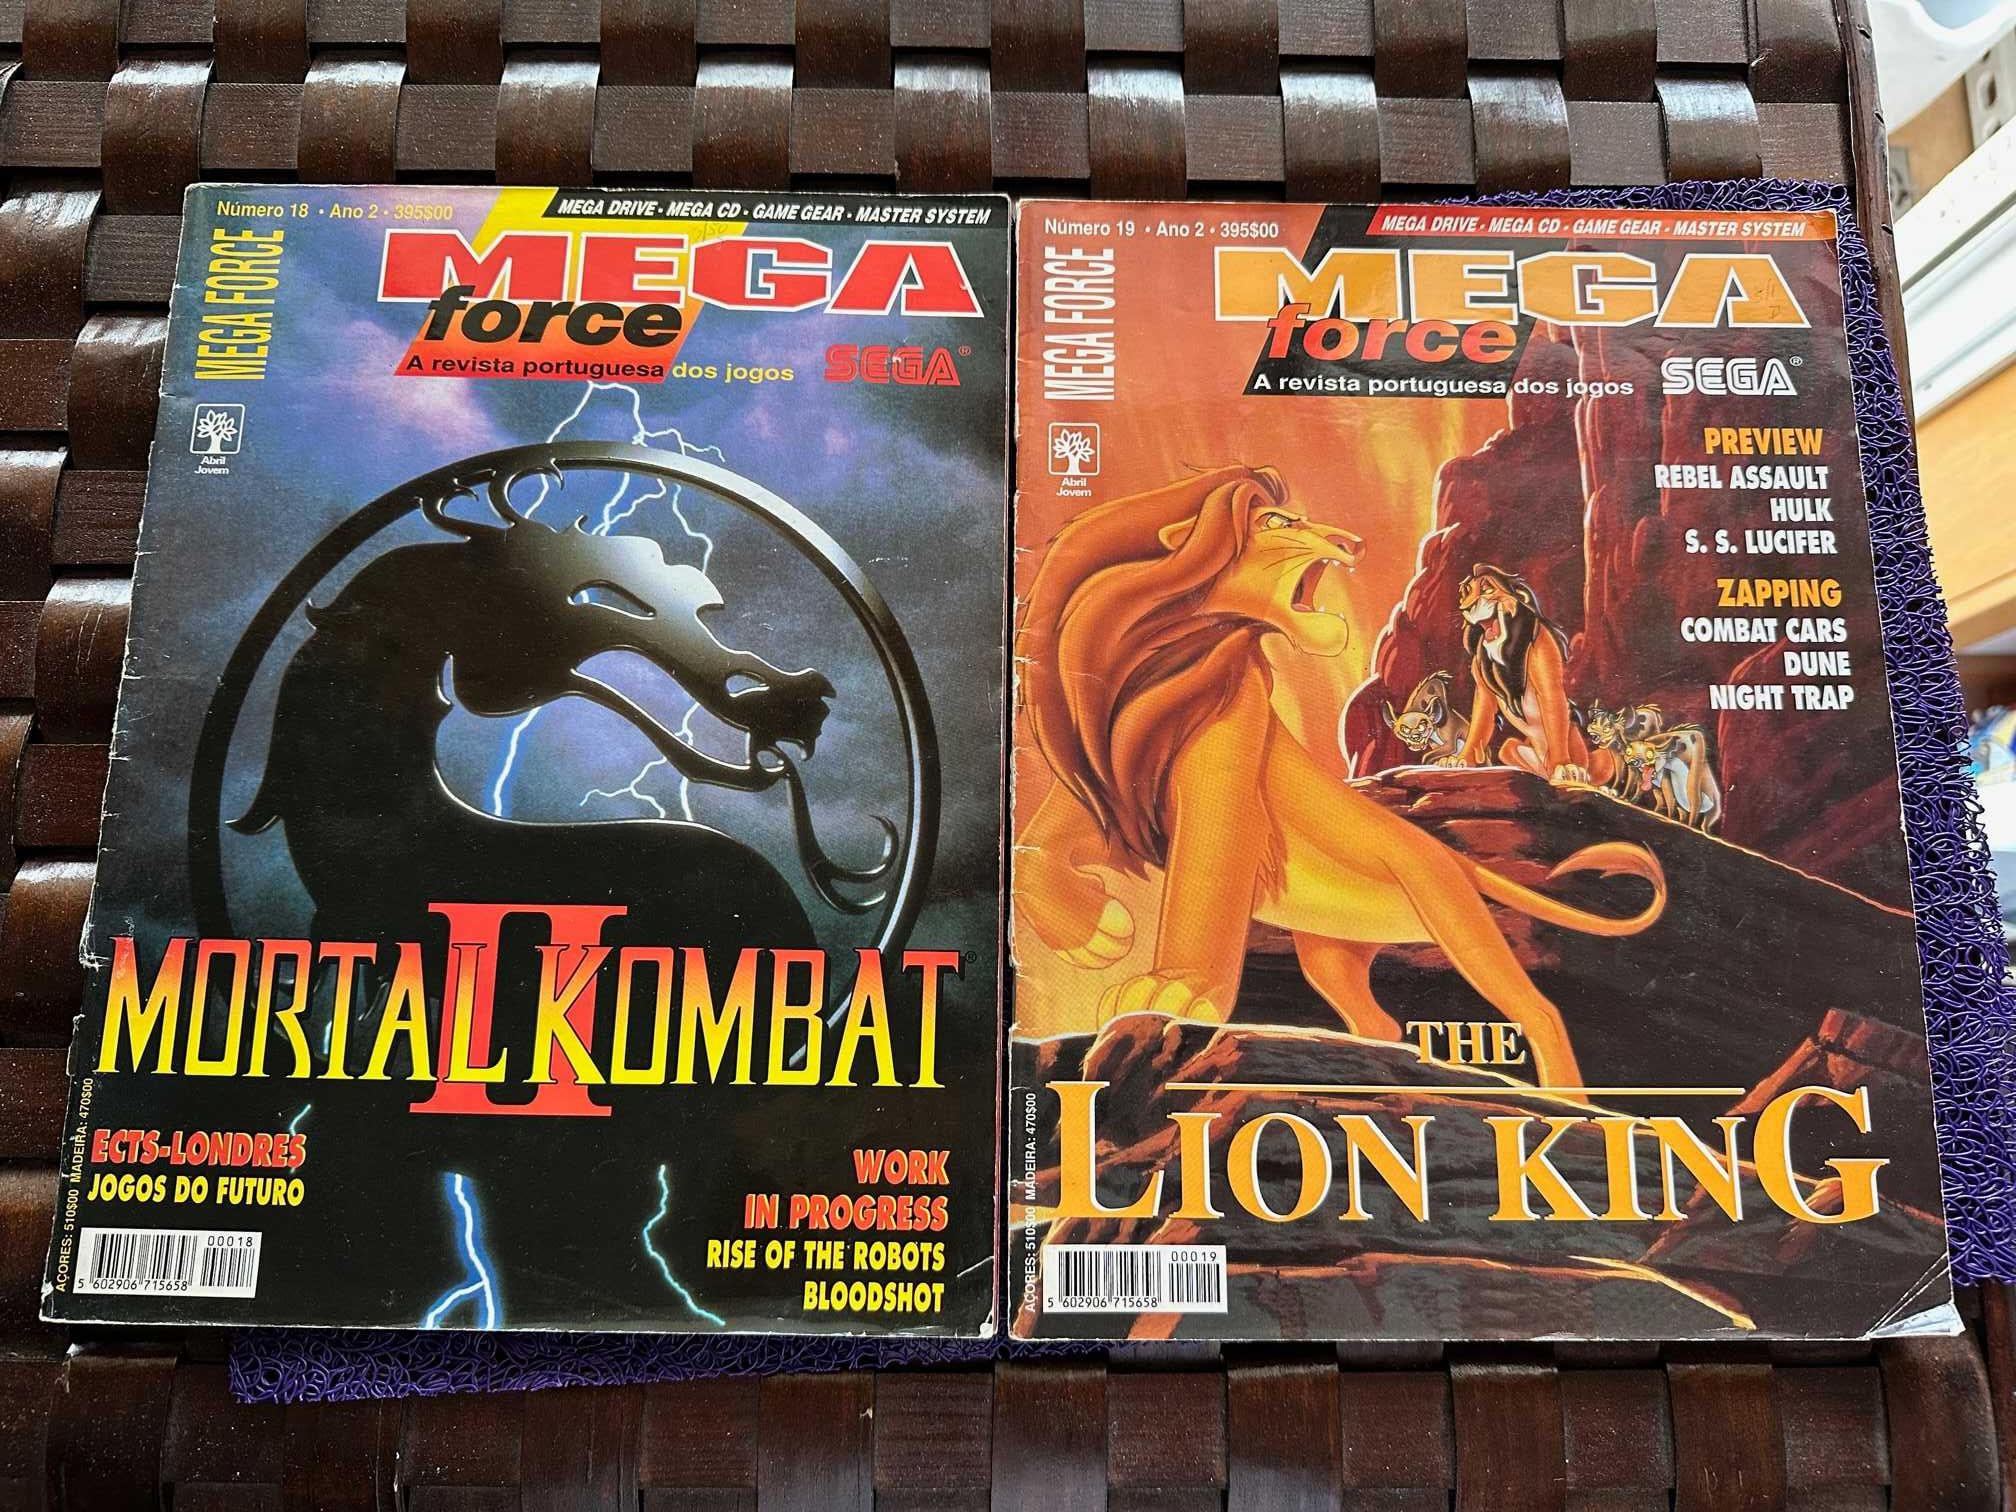 Número 18 • Ano 2 • 395$00
MEGA DRIVE • MEGA CD • GAME GEAR • MASTER SYSTEM
MEGA FORCE
MEGA
force
A revista portuguesa dos jogos
SEGA®
Abril
Jovem
II
MORTAL KOMBAT®
ECTS-LONDRES
JOGOS DO FUTURO
WORK
IN PROGRESS
RISE OF THE ROBOTS
BLOODSHOT
AÇORES: 510$00 MADEIRA: 470$00
00018
5 602906 715658
Número 19 • Ano 2 • 395$00
MEGA DRIVE • MEGA CD • GAME GEAR • MASTER SYSTEM
MEGA FORCE
MEGA
force
A revista portuguesa dos jogos
SEGA®
Abril
Jovem
PREVIEW
REBEL ASSAULT
HULK
S. S. LUCIFER
ZAPPING
COMBAT CARS
DUNE
NIGHT TRAP
THE
LION KING
AÇORES: 510$00 MADEIRA: 470$00
00019
5 602906 715658